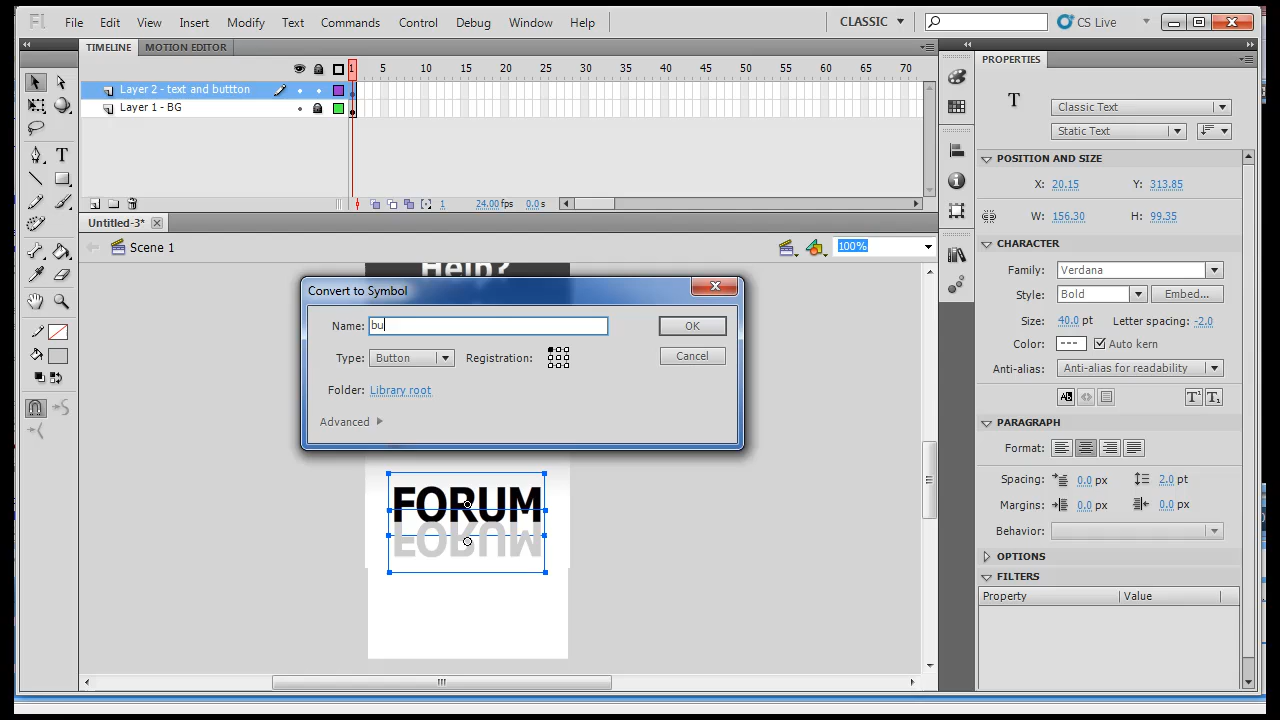 Fl File Edit View Insert Modify Text Commands Control Debug Window Help CLASSIC CS Live
TIMELINE MOTION EDITOR
1 5 10 15 20 25 30 35 40 45 50 55 60 65 70
Layer 2 - text and buttton
Layer 1 - BG
1 24.00 fps 0.0 s
Untitled-3*
Scene 1 100%
Help?
Convert to Symbol
Name: bu
OK
Type: Button Registration:
Cancel
Folder: Library root
Advanced
FORUM
FORUM
PROPERTIES
T Classic Text
Static Text
POSITION AND SIZE
X: 20.15 Y: 313.85
W: 156.30 H: 99.35
CHARACTER
Family: Verdana
Style: Bold Embed...
Size: 40.0 pt Letter spacing: -2.0
Color: Auto kern
Anti-alias: Anti-alias for readability
PARAGRAPH
Format:
Spacing: 0.0 px 2.0 pt
Margins: 0.0 px 0.0 px
Behavior:
OPTIONS
FILTERS
Property Value